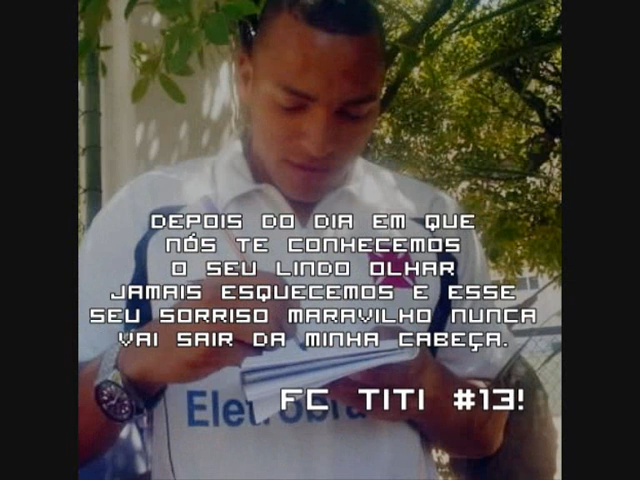 DEPOIS DO DIA EM QUE
NÓS TE CONHECEMOS
O SEU LINDO OLHAR
JAMAIS ESQUECEMOS E ESSE
SEU SORRISO MARAVILHO NUNCA
VAI SAIR DA MINHA CABEÇA.
FC TITI #13!
Eletrobra